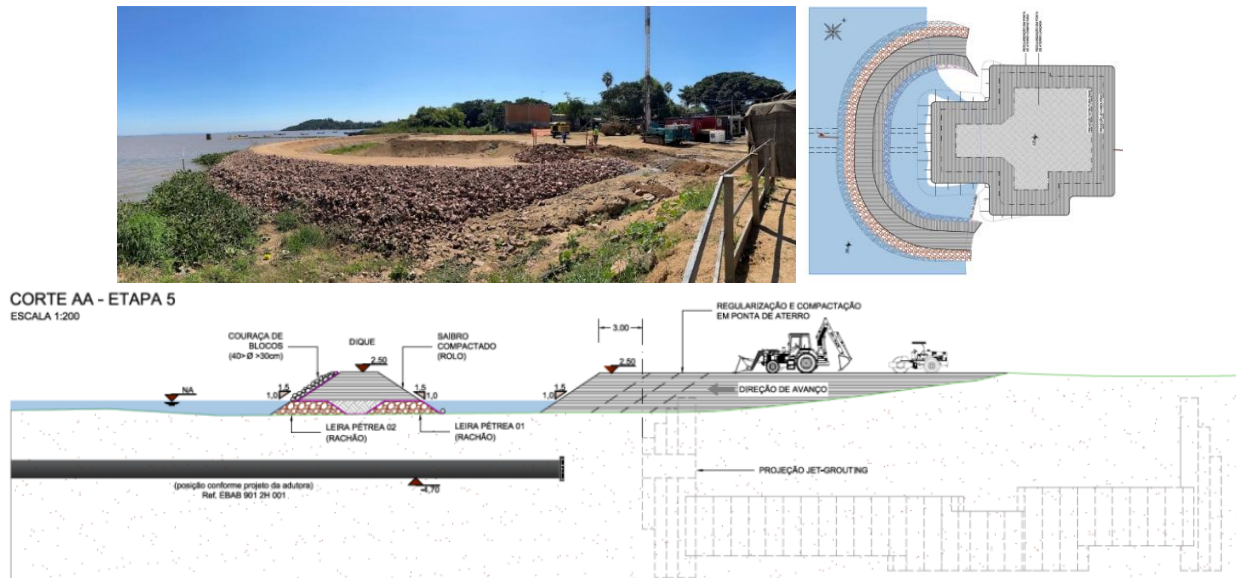 CORTE AA - ETAPA 5
ESCALA 1:200
COURAÇA DE
BLOCOS
(40> Ø >30cm)
DIQUE
2.50
SAIBRO
COMPACTADO
(ROLO)
3.00
REGULARIZAÇÃO E COMPACTAÇÃO
EM PONTA DE ATERRO
2.50
NA
1.5
1,0
1.5
1,0
1.5
1,0
DIREÇÃO DE AVANÇO
LEIRA PÉTREA 02
(RACHÃO)
LEIRA PÉTREA 01
(RACHÃO)
PROJEÇÃO JET-GROUTING
(posição conforme projeto da adutora)
Ref. EBAB 901 2H 001
-4,70